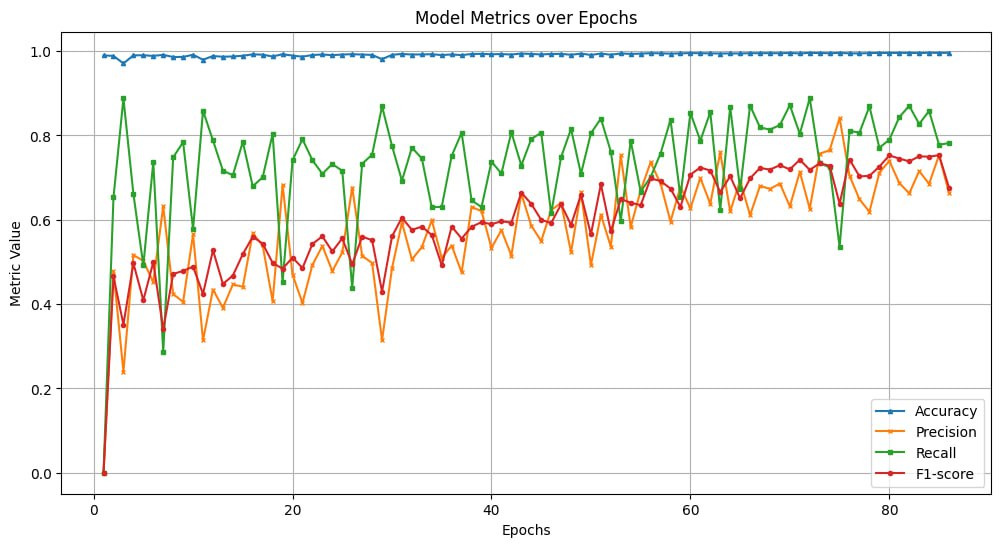 Model Metrics over Epochs
Metric Value
1.0
0.8
0.6
0.4
0.2
0.0
0
20
40
60
80
Epochs
Accuracy
Precision
Recall
F1-score